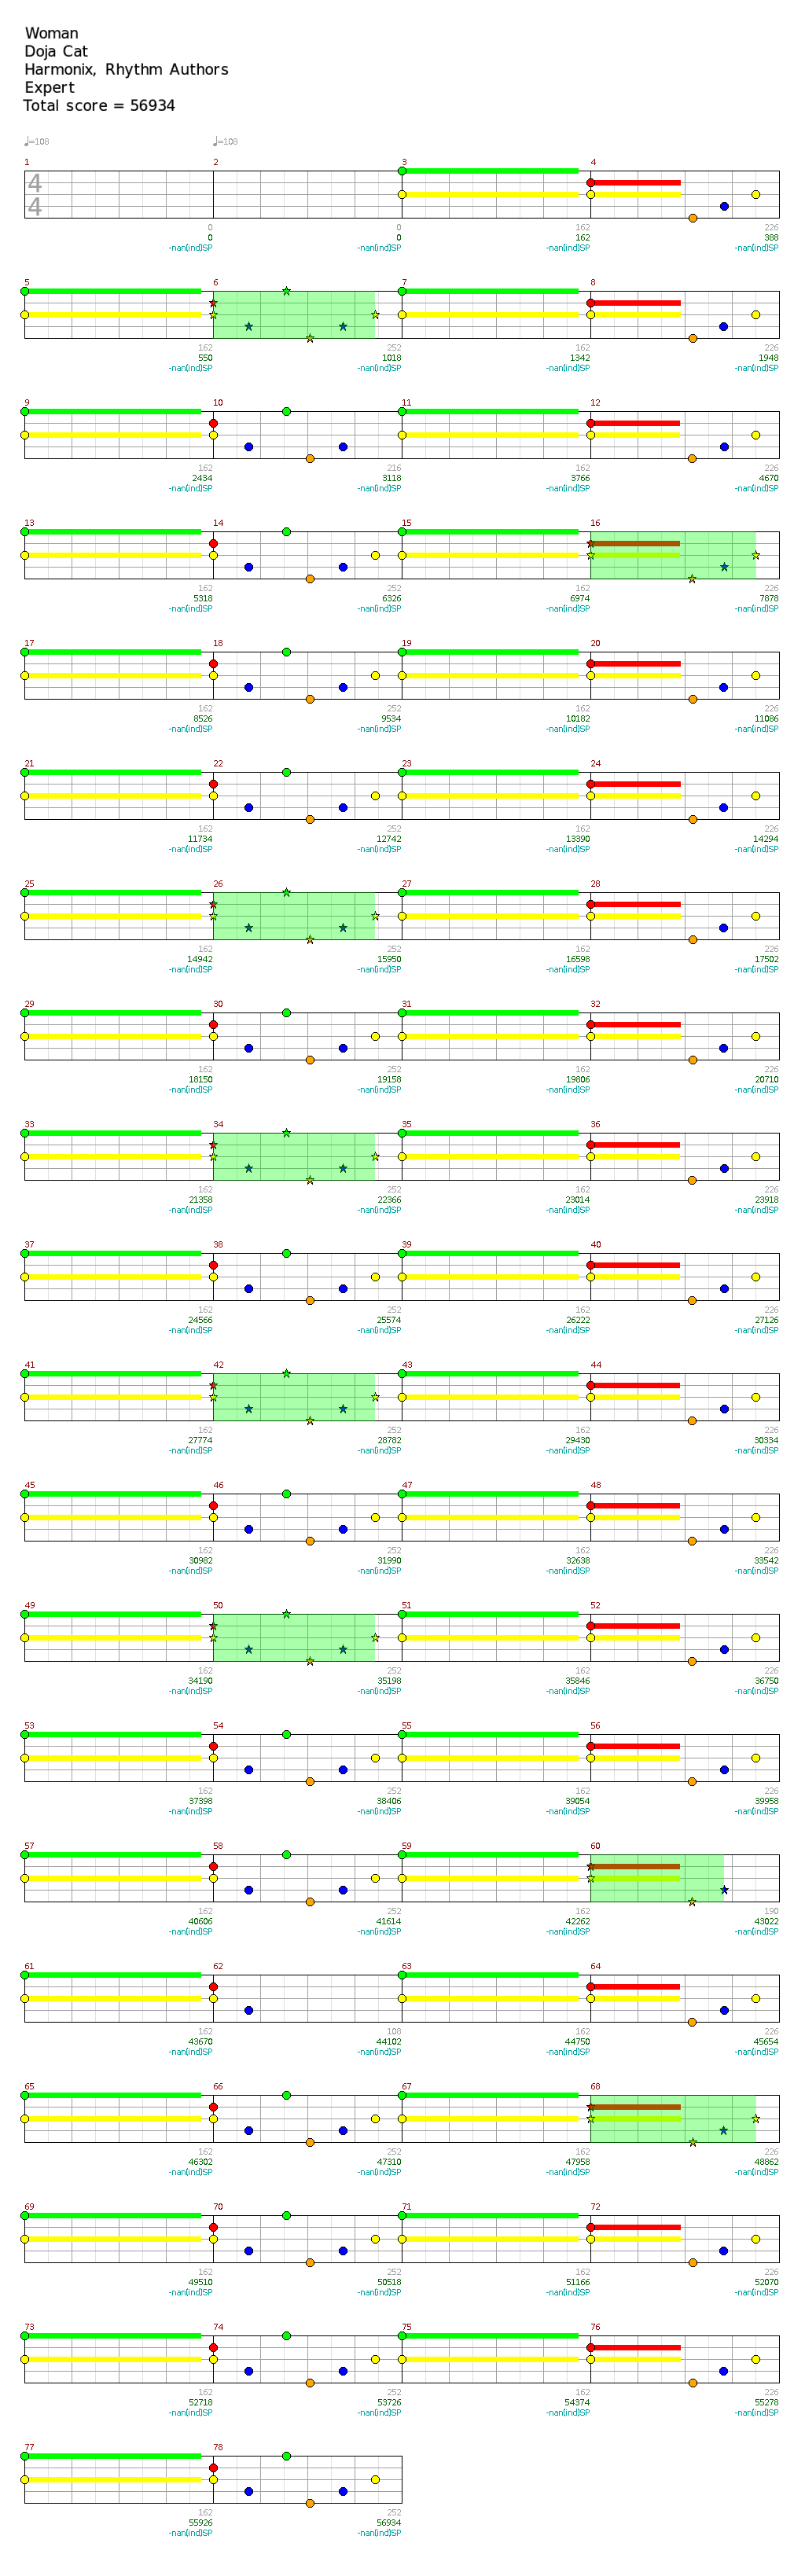 Woman
Doja Cat
Harmonix, Rhythm Authors
Expert
Total score = 56934
♩=108 ♩=108
1 2 3 4
4
4
0 0 162 226
0 0 162 388
-nan(ind)SP -nan(ind)SP -nan(ind)SP -nan(ind)SP
5 6 7 8
162 252 162 226
550 1018 1342 1948
-nan(ind)SP -nan(ind)SP -nan(ind)SP -nan(ind)SP
9 10 11 12
162 216 162 226
2434 3118 3766 4670
-nan(ind)SP -nan(ind)SP -nan(ind)SP -nan(ind)SP
13 14 15 16
162 252 162 226
5318 6326 6974 7878
-nan(ind)SP -nan(ind)SP -nan(ind)SP -nan(ind)SP
17 18 19 20
162 252 162 226
8526 9534 10182 11086
-nan(ind)SP -nan(ind)SP -nan(ind)SP -nan(ind)SP
21 22 23 24
162 252 162 226
11734 12742 13390 14294
-nan(ind)SP -nan(ind)SP -nan(ind)SP -nan(ind)SP
25 26 27 28
162 252 162 226
14942 15950 16598 17502
-nan(ind)SP -nan(ind)SP -nan(ind)SP -nan(ind)SP
29 30 31 32
162 252 162 226
18150 19158 19806 20710
-nan(ind)SP -nan(ind)SP -nan(ind)SP -nan(ind)SP
33 34 35 36
162 252 162 226
21358 22366 23014 23918
-nan(ind)SP -nan(ind)SP -nan(ind)SP -nan(ind)SP
37 38 39 40
162 252 162 226
24566 25574 26222 27126
-nan(ind)SP -nan(ind)SP -nan(ind)SP -nan(ind)SP
41 42 43 44
162 252 162 226
27774 28782 29430 30334
-nan(ind)SP -nan(ind)SP -nan(ind)SP -nan(ind)SP
45 46 47 48
162 252 162 226
30982 31990 32638 33542
-nan(ind)SP -nan(ind)SP -nan(ind)SP -nan(ind)SP
49 50 51 52
162 252 162 226
34190 35198 35846 36750
-nan(ind)SP -nan(ind)SP -nan(ind)SP -nan(ind)SP
53 54 55 56
162 252 162 226
37398 38406 39054 39958
-nan(ind)SP -nan(ind)SP -nan(ind)SP -nan(ind)SP
57 58 59 60
162 252 162 190
40606 41614 42262 43022
-nan(ind)SP -nan(ind)SP -nan(ind)SP -nan(ind)SP
61 62 63 64
162 108 162 226
43670 44102 44750 45654
-nan(ind)SP -nan(ind)SP -nan(ind)SP -nan(ind)SP
65 66 67 68
162 252 162 226
46302 47310 47958 48862
-nan(ind)SP -nan(ind)SP -nan(ind)SP -nan(ind)SP
69 70 71 72
162 252 162 226
49510 50518 51166 52070
-nan(ind)SP -nan(ind)SP -nan(ind)SP -nan(ind)SP
73 74 75 76
162 252 162 226
52718 53726 54374 55278
-nan(ind)SP -nan(ind)SP -nan(ind)SP -nan(ind)SP
77 78
162 252
55926 56934
-nan(ind)SP -nan(ind)SP